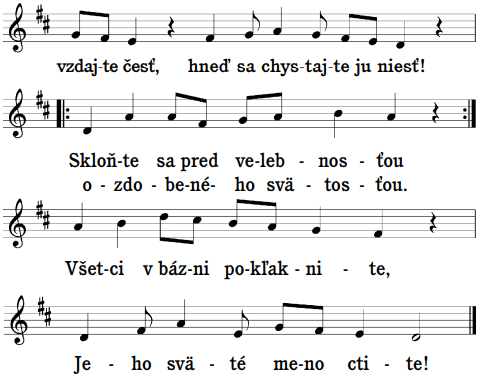 vzdaj-te česť, hneď sa chys-taj-te ju niesť!
Skloň-te sa pred ve-leb-nos-ťou
o-zdo-be-né-ho svä-tos-ťou.
Všet-ci v báz-ni po-kľak-ni-te,
Je-ho svä-té me-no cti-te!